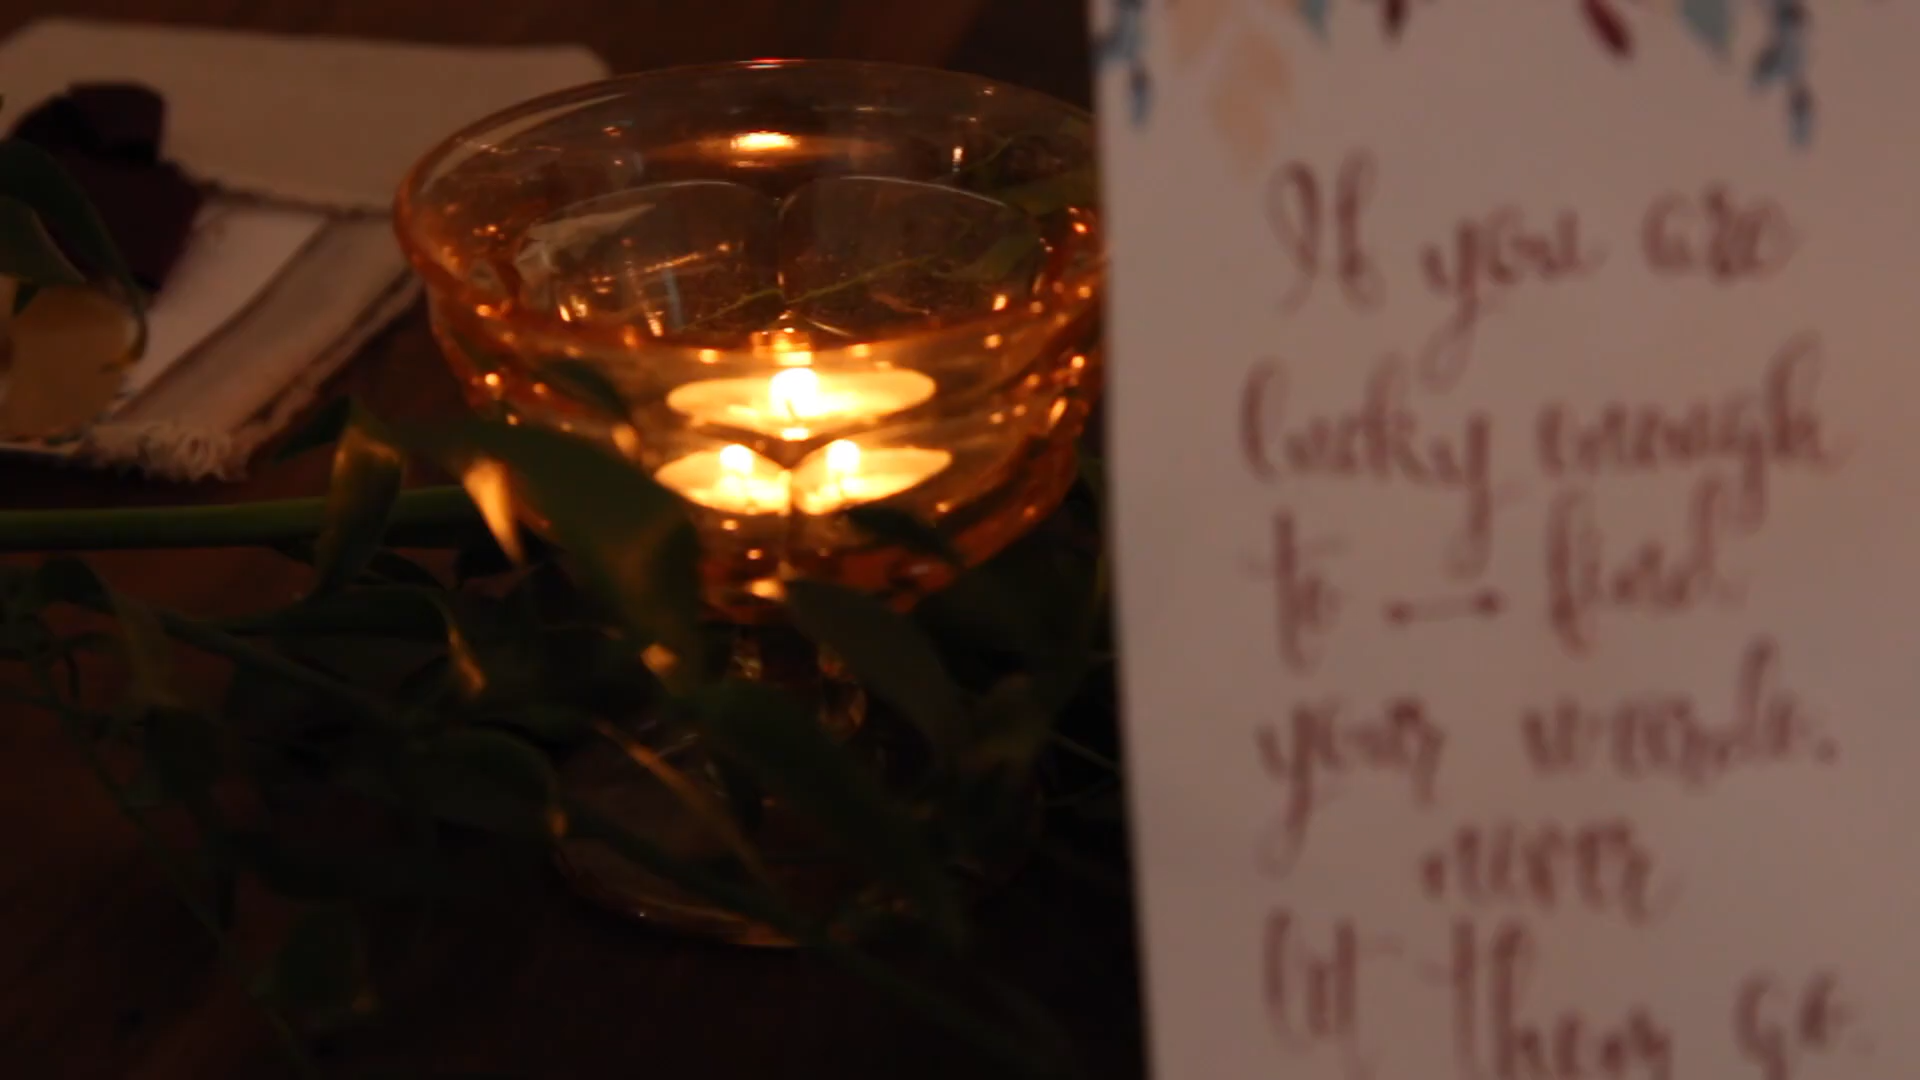 If you are
lucky enough
to find
your weirdo,
never
let them go